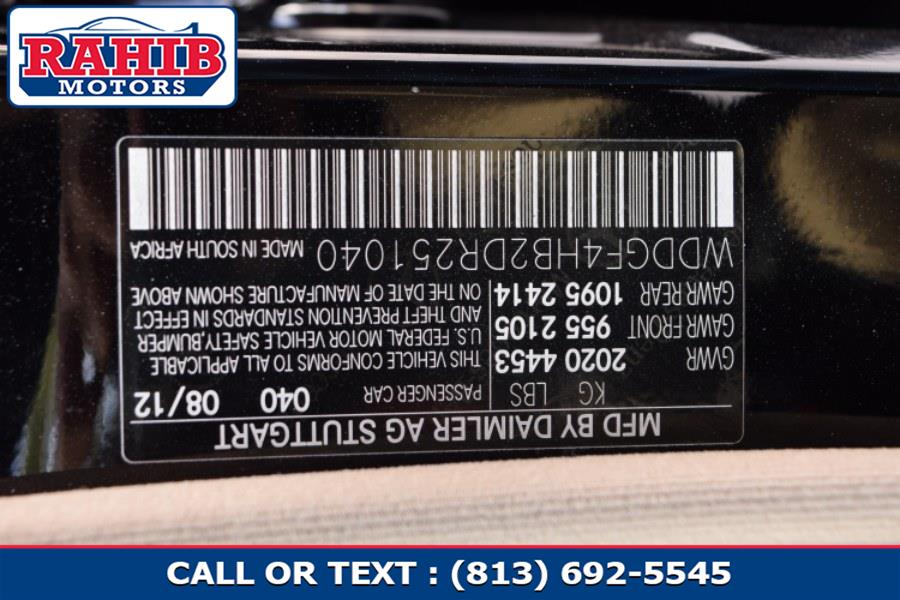 RAHIB
MOTORS
MFD BY DAIMLER AG STUTTGART
KG LBS
GVWR 2020 4453
GAWR FRONT 955 2105
GAWR REAR 1095 2414
PASSENGER CAR 040 08/12
THIS VEHICLE CONFORMS TO ALL APPLICABLE
U.S. FEDERAL MOTOR VEHICLE SAFETY,BUMPER,
AND THEFT PREVENTION STANDARDS IN EFFECT
ON THE DATE OF MANUFACTURE SHOWN ABOVE
WDDGF4HB2DR251040 MADE IN SOUTH AFRICA
CALL OR TEXT : (813) 692-5545